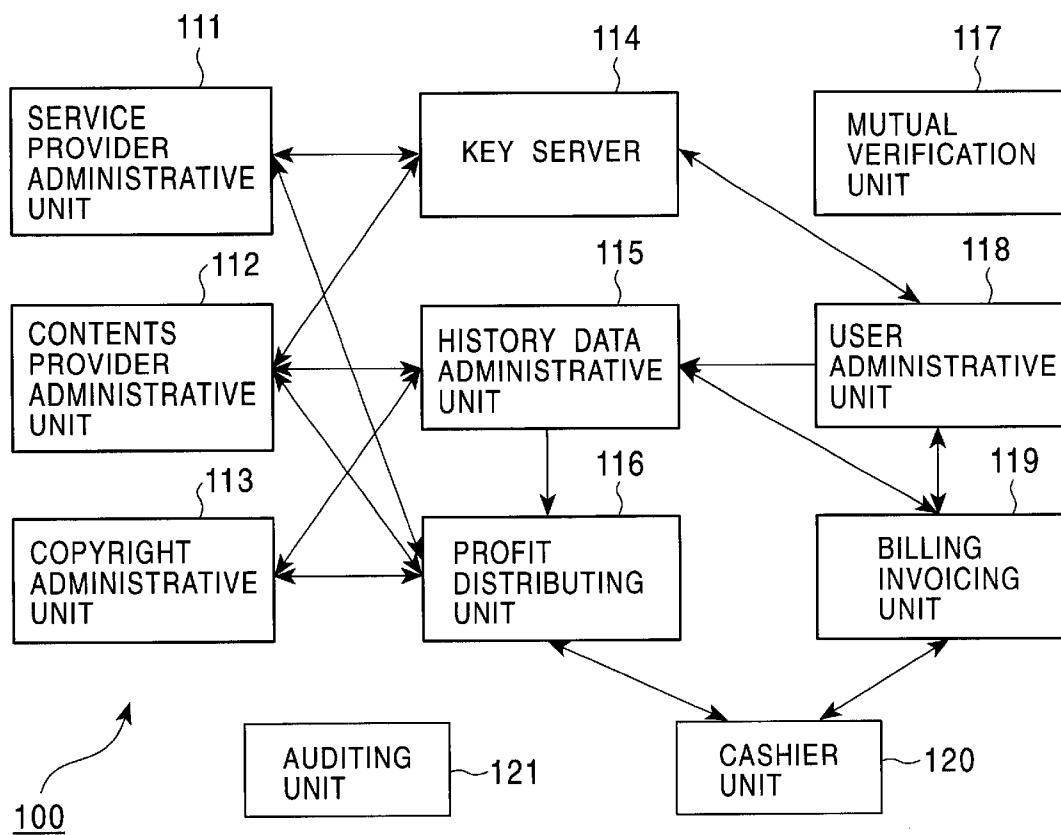 111
SERVICE
PROVIDER
ADMINISTRATIVE
UNIT
114
KEY SERVER
117
MUTUAL
VERIFICATION
UNIT
112
CONTENTS
PROVIDER
ADMINISTRATIVE
UNIT
115
HISTORY DATA
ADMINISTRATIVE
UNIT
118
USER
ADMINISTRATIVE
UNIT
113
COPYRIGHT
ADMINISTRATIVE
UNIT
116
PROFIT
DISTRIBUTING
UNIT
119
BILLING
INVOICING
UNIT
100
AUDITING
UNIT
121
CASHIER
UNIT
120